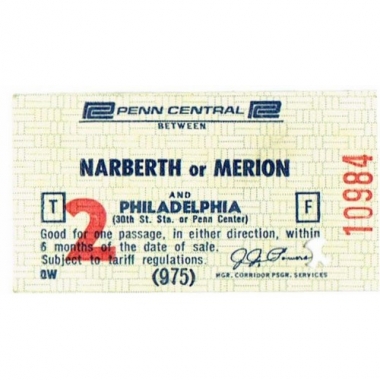 PENN CENTRAL
BETWEEN
NARBERTH or MERION
AND
T
PHILADELPHIA
F
(30th St. Stn. or Penn Center)
2
Good for one passage, in either direction, within
6 months of the date of sale.
Subject to tariff regulations.
OW
(975)
MGR. CORRIDOR PSGR. SERVICES
10984